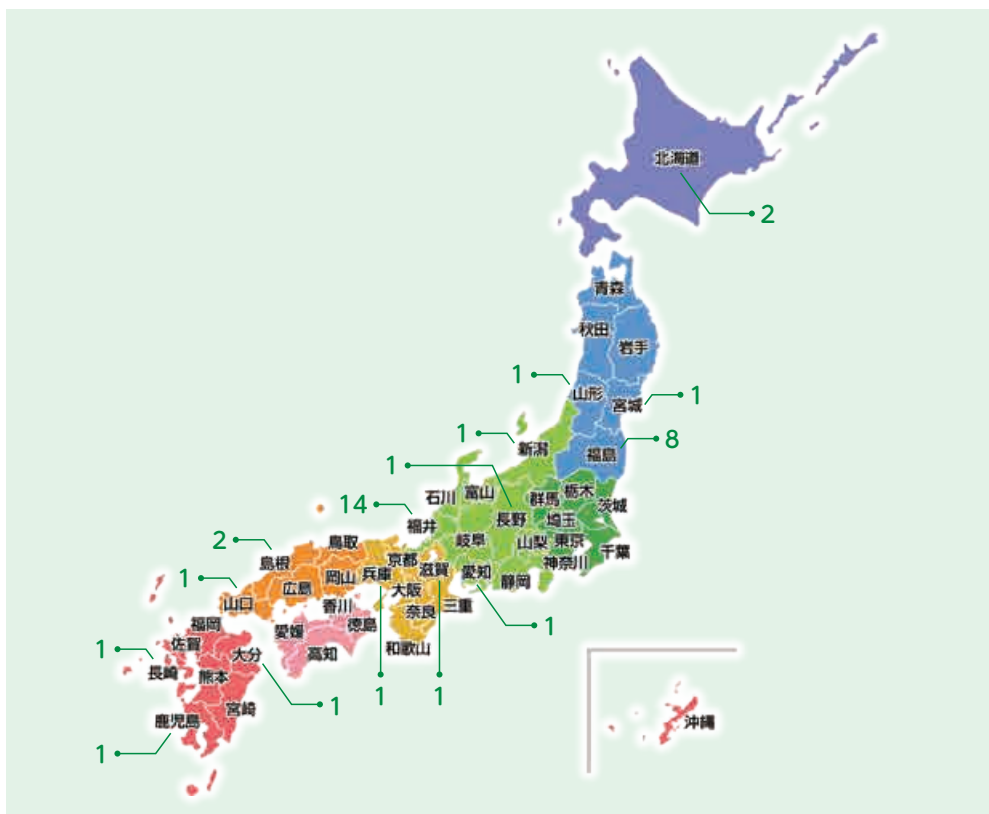 北海道
2
青森
秋田
岩手
1
山形
宮城
1
1
新潟
福島
8
1
石川
富山
群馬
栃木
茨城
14
福井
長野
埼玉
岐阜
山梨
東京
千葉
神奈川
2
島根
鳥取
京都
兵庫
滋賀
愛知
静岡
1
山口
広島
岡山
大阪
奈良
三重
1
香川
徳島
愛媛
高知
和歌山
1
1
福岡
佐賀
大分
1
長崎
熊本
1
宮崎
鹿児島
1
沖縄